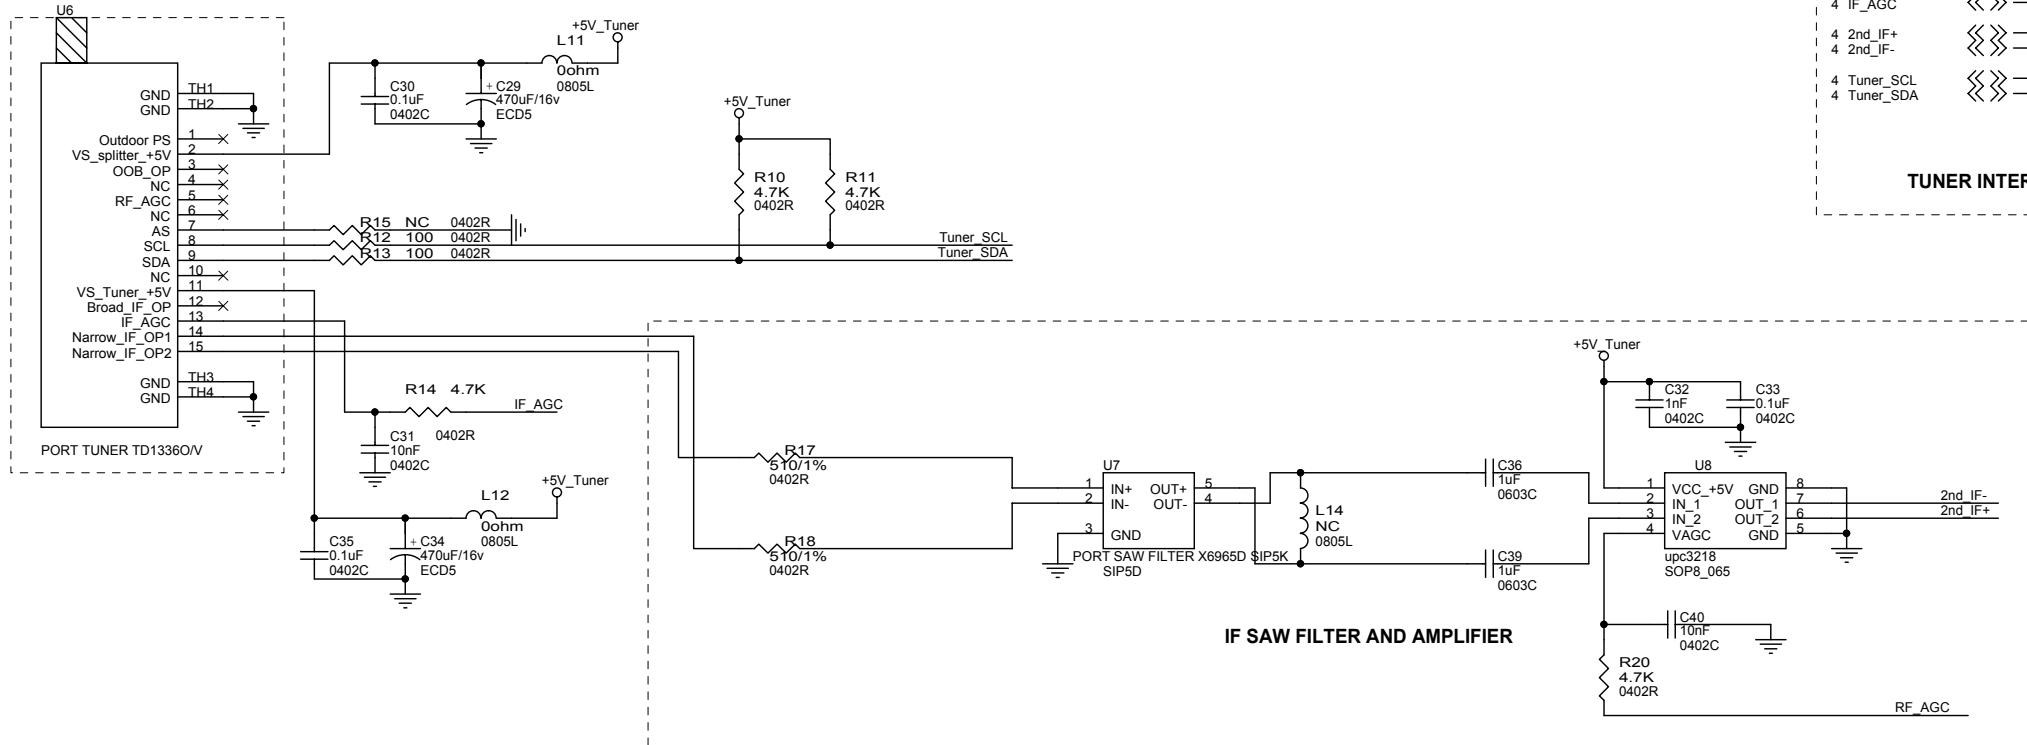 U6
GND TH1
GND TH2
Outdoor PS 1
VS_splitter_+5V 2
OOB_OP 3
NC 4
RF_AGC 5
NC 6
AS 7
SCL 8
SDA 9
NC 10
VS_Tuner_+5V 11
Broad_IF_OP 12
IF_AGC 13
Narrow_IF_OP1 14
Narrow_IF_OP2 15
GND TH3
GND TH4
PORT TUNER TD1336O/V
+5V_Tuner
L11
0ohm
0805L
C30
0.1uF
0402C
+ C29
470uF/16v
ECD5
+5V_Tuner
R10
4.7K
0402R
R11
4.7K
0402R
R15 NC 0402R
R12 100 0402R
R13 100 0402R
Tuner_SCL
Tuner_SDA
R14 4.7K
0402R
IF_AGC
C31
10nF
0402C
+5V_Tuner
L12
0ohm
0805L
C35
0.1uF
0402C
+ C34
470uF/16v
ECD5
R17
510/1%
0402R
R18
510/1%
0402R
U7
1 IN+ OUT+ 5
2 IN- OUT- 4
3 GND
PORT SAW FILTER X6965D SIP5K
SIP5D
L14
NC
0805L
C36
1uF
0603C
C39
1uF
0603C
+5V_Tuner
C32
1nF
0402C
C33
0.1uF
0402C
U8
1 VCC_+5V GND 8
2 IN_1 OUT_1 7
3 IN_2 OUT_2 6
4 VAGC GND 5
upc3218
SOP8_065
2nd_IF-
2nd_IF+
C40
10nF
0402C
R20
4.7K
0402R
RF_AGC
IF SAW FILTER AND AMPLIFIER
4 IF_AGC
4 2nd_IF+
4 2nd_IF-
4 Tuner_SCL
4 Tuner_SDA
TUNER INTER